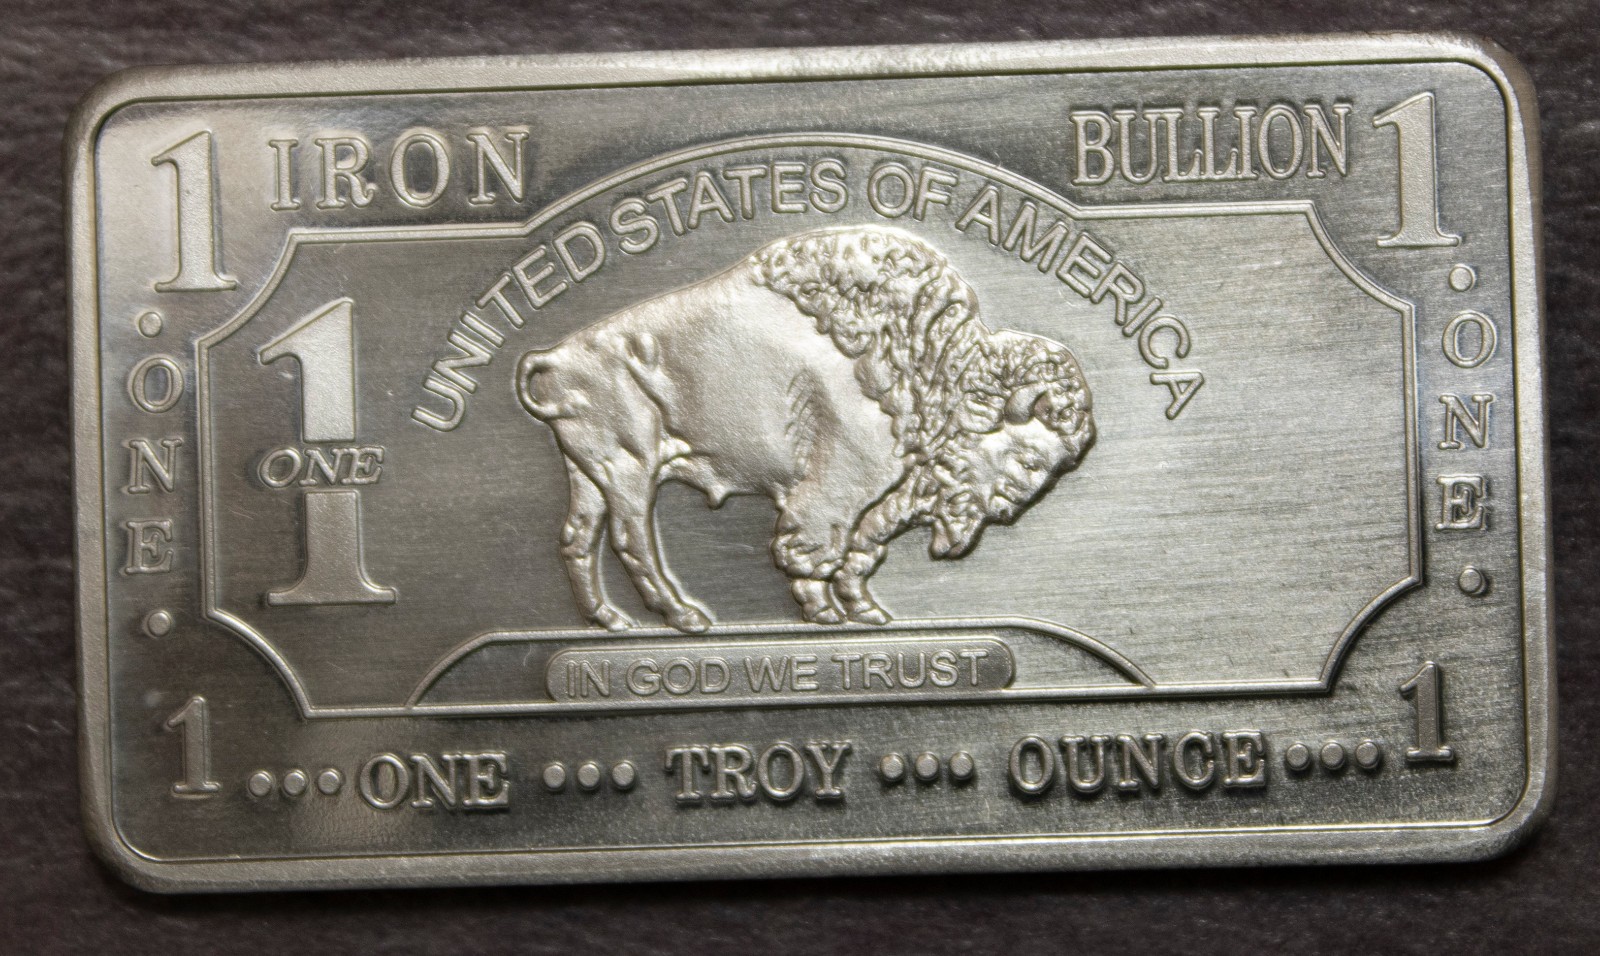 1 IRON BULLION 1
UNITED STATES OF AMERICA
• ONE •
1
ONE
• ONE •
IN GOD WE TRUST
1 ••• ONE ••• TROY ••• OUNCE ••• 1